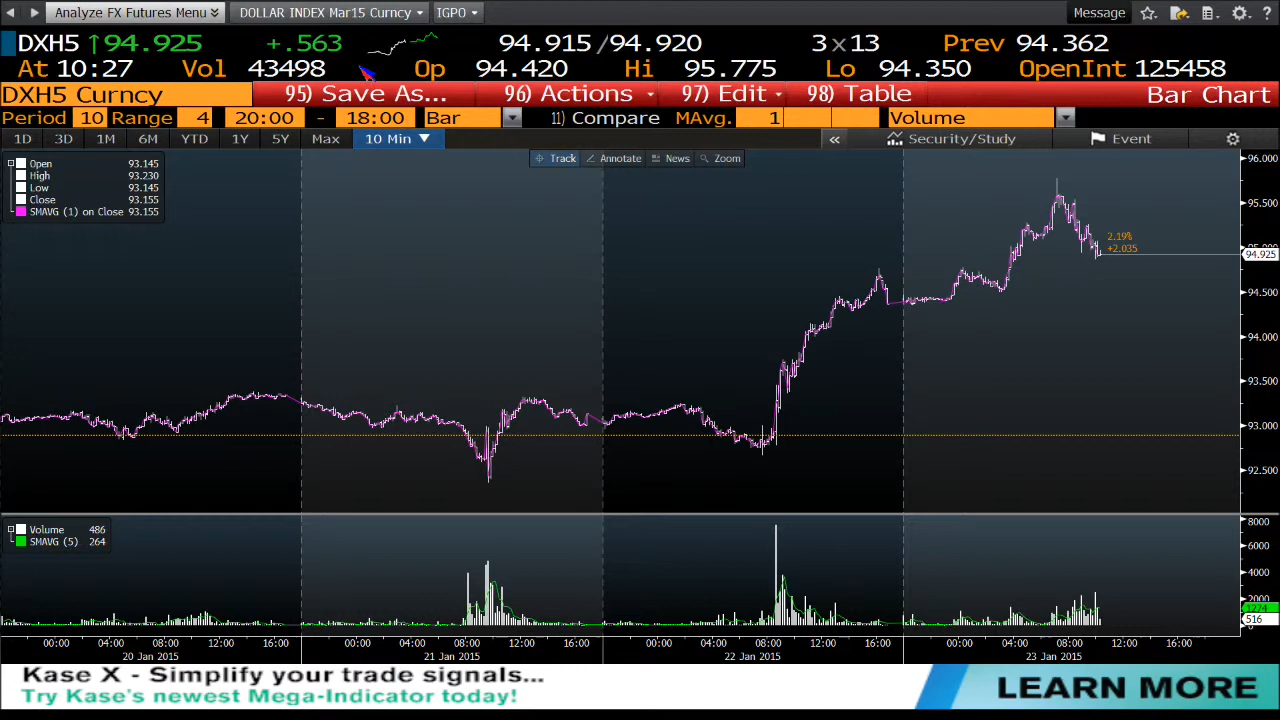 Analyze FX Futures Menu DOLLAR INDEX Mar15 Curncy IGPO Message ?
DXH5 ↑94.925 +.563 94.915/94.920 3x13 Prev 94.362
At 10:27 Vol 43498 Op 94.420 Hi 95.775 Lo 94.350 OpenInt 125458
DXH5 Curncy 95) Save As... 96) Actions 97) Edit 98) Table Bar Chart
Period 10 Range 4 20:00 - 18:00 Bar 11) Compare MAvg. 1 Volume
1D 3D 1M 6M YTD 1Y 5Y Max 10 Min ▼ « Security/Study Event
Track Annotate News Zoom
Open 93.145
High 93.230
Low 93.145
Close 93.155
SMAVG (1) on Close 93.155
96.000
95.500
2.19%
+2.035
94.925
94.500
94.000
93.500
93.000
92.500
Volume 486
SMAVG (5) 264
8000
6000
4000
2000
1274
516
00:00 04:00 08:00 12:00 16:00 00:00 04:00 08:00 12:00 16:00 00:00 04:00 08:00 12:00 16:00 00:00 04:00 08:00 12:00 16:00
20 Jan 2015 21 Jan 2015 22 Jan 2015 23 Jan 2015
Kase X - Simplify your trade signals...
Try Kase's newest Mega-Indicator today!
LEARN MORE